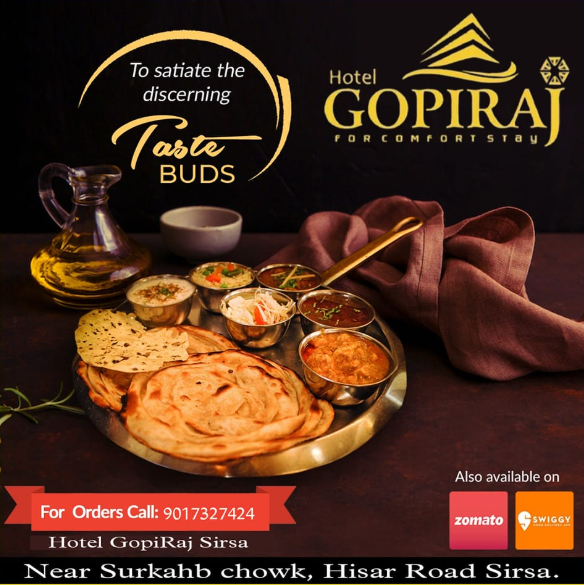 To satiate the
discerning
Taste
BUDS
Hotel
GOPIRAJ
FOR COMFORT STAY
Also available on
For Orders Call: 9017327424
zomato
SWIGGY
Hotel GopiRaj Sirsa
Near Surkahb chowk, Hisar Road Sirsa.